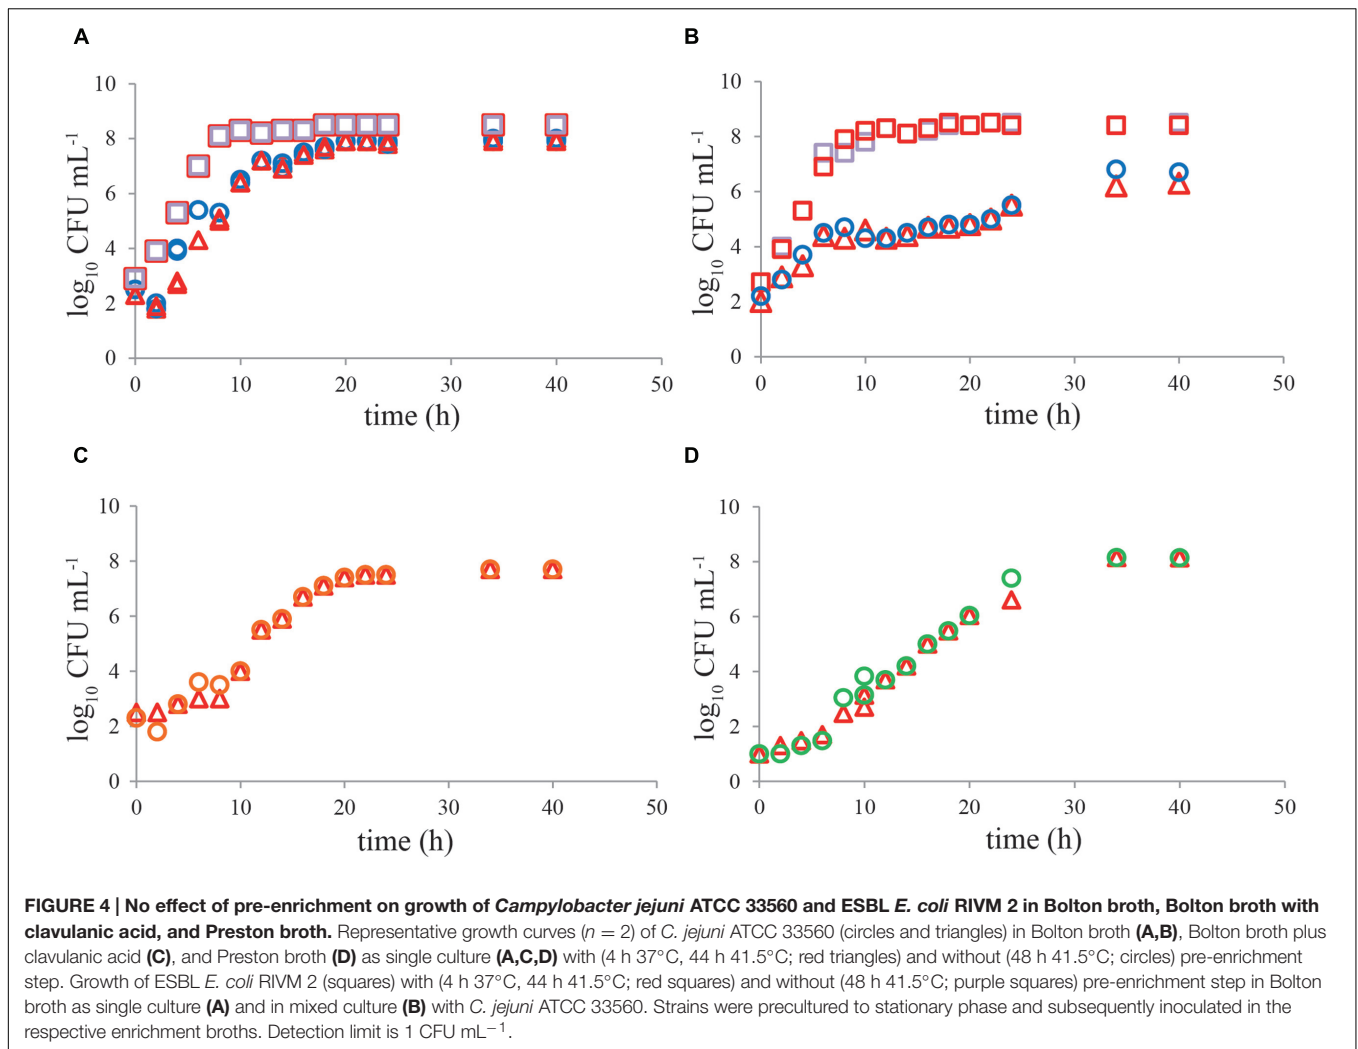 A
B
10
8
6
4
2
0
log10 CFU mL-1
0 10 20 30 40 50
time (h)
10
8
6
4
2
0
log10 CFU mL-1
0 10 20 30 40 50
time (h)
C
D
10
8
6
4
2
0
log10 CFU mL-1
0 10 20 30 40 50
time (h)
10
8
6
4
2
0
log10 CFU mL-1
0 10 20 30 40 50
time (h)
FIGURE 4 | No effect of pre-enrichment on growth of Campylobacter jejuni ATCC 33560 and ESBL E. coli RIVM 2 in Bolton broth, Bolton broth with
clavulanic acid, and Preston broth. Representative growth curves (n = 2) of C. jejuni ATCC 33560 (circles and triangles) in Bolton broth (A,B), Bolton broth plus
clavulanic acid (C), and Preston broth (D) as single culture (A,C,D) with (4 h 37°C, 44 h 41.5°C; red triangles) and without (48 h 41.5°C; circles) pre-enrichment
step. Growth of ESBL E. coli RIVM 2 (squares) with (4 h 37°C, 44 h 41.5°C; red squares) and without (48 h 41.5°C; purple squares) pre-enrichment step in Bolton
broth as single culture (A) and in mixed culture (B) with C. jejuni ATCC 33560. Strains were precultured to stationary phase and subsequently inoculated in the
respective enrichment broths. Detection limit is 1 CFU mL−1.